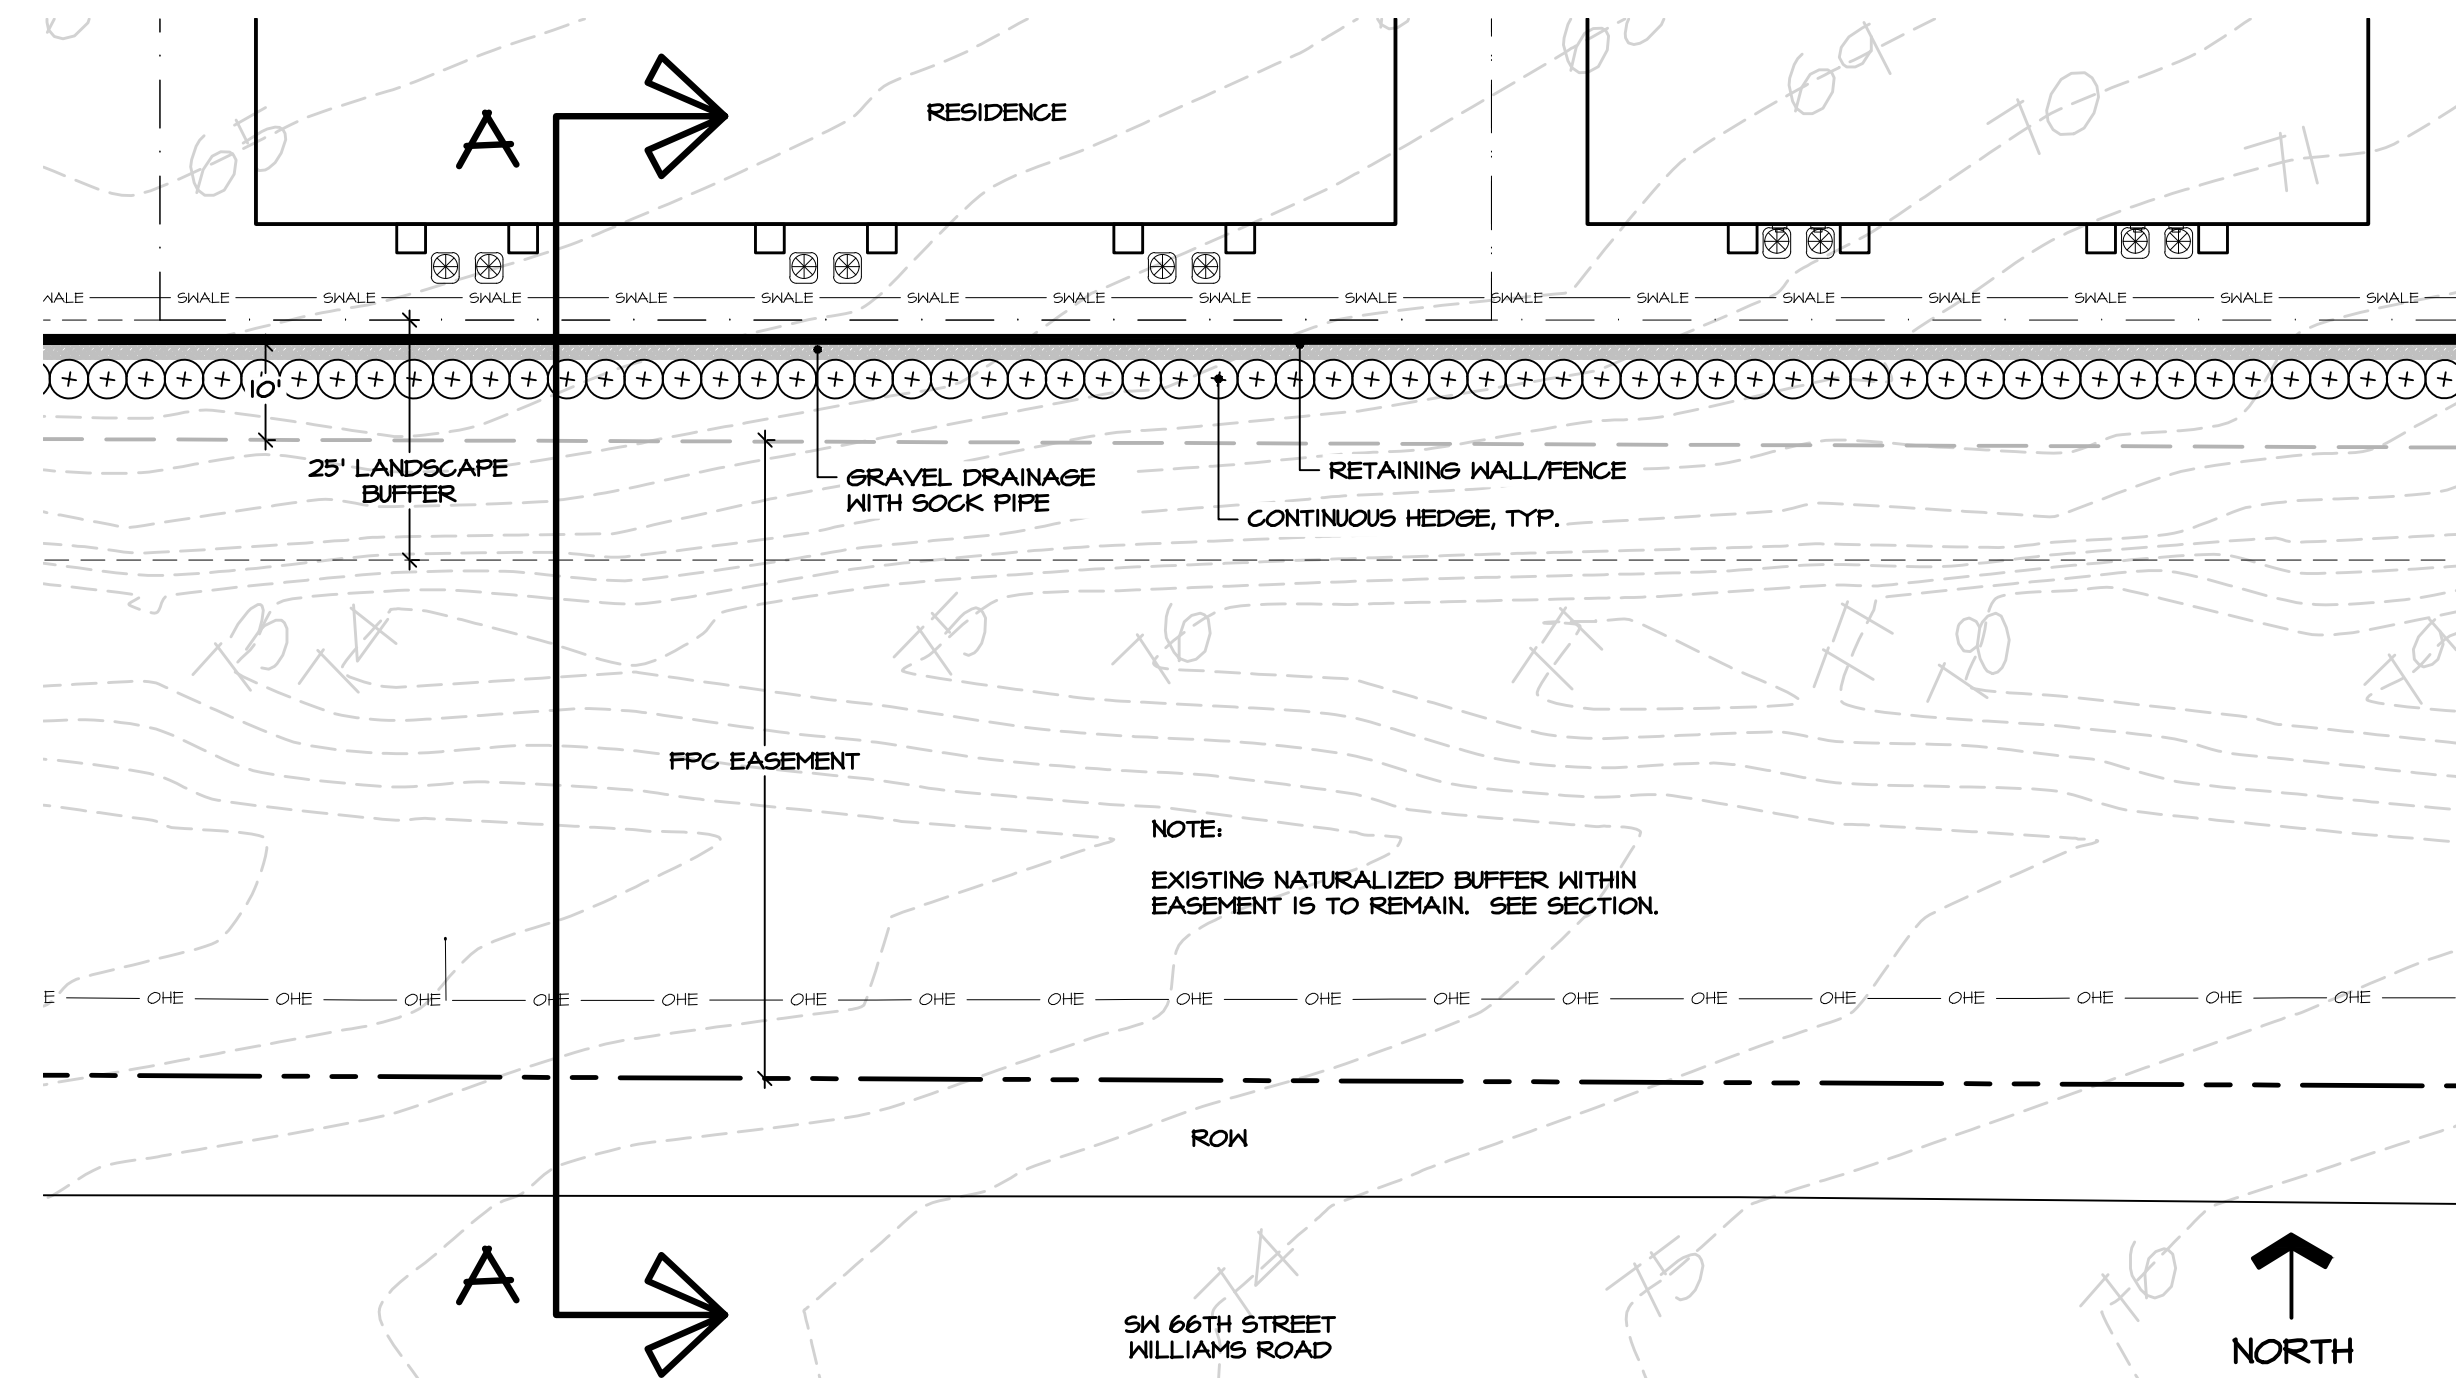 65
69
70
71
A
RESIDENCE
SWALE SWALE SWALE SWALE SWALE SWALE SWALE SWALE SWALE SWALE SWALE SWALE SWALE SWALE SWALE SWALE
10'
25' LANDSCAPE
BUFFER
GRAVEL DRAINAGE
WITH SOCK PIPE
RETAINING WALL/FENCE
CONTINUOUS HEDGE, TYP.
73
74
75
76
77
77
78
79
FPC EASEMENT
NOTE:
EXISTING NATURALIZED BUFFER WITHIN
EASEMENT IS TO REMAIN. SEE SECTION.
OHE OHE OHE OHE OHE OHE OHE OHE OHE OHE OHE OHE OHE OHE OHE OHE OHE OHE
ROW
A
74
75
76
SW 66TH STREET
WILLIAMS ROAD
NORTH